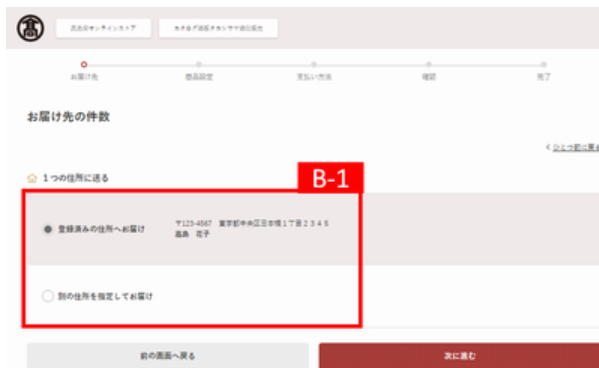 髙島屋オンラインストア
カタログ通販タカシマヤ通信販売
お届け先
商品設定
支払い方法
確認
完了
お届け先の件数
ひとつ前に戻る
1つの住所に送る
B-1
登録済みの住所へお届け
〒123-4567 東京都中央区日本橋1丁目2345
高島 花子
別の住所を指定してお届け
前の画面へ戻る
次に進む